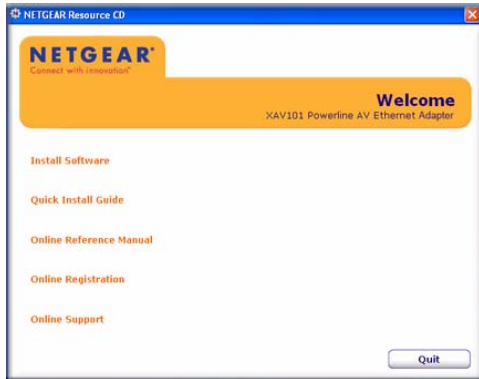 NETGEAR Resource CD
NETGEAR®
Connect with innovation™
Welcome
XAV101 Powerline AV Ethernet Adapter
Install Software
Quick Install Guide
Online Reference Manual
Online Registration
Online Support
Quit